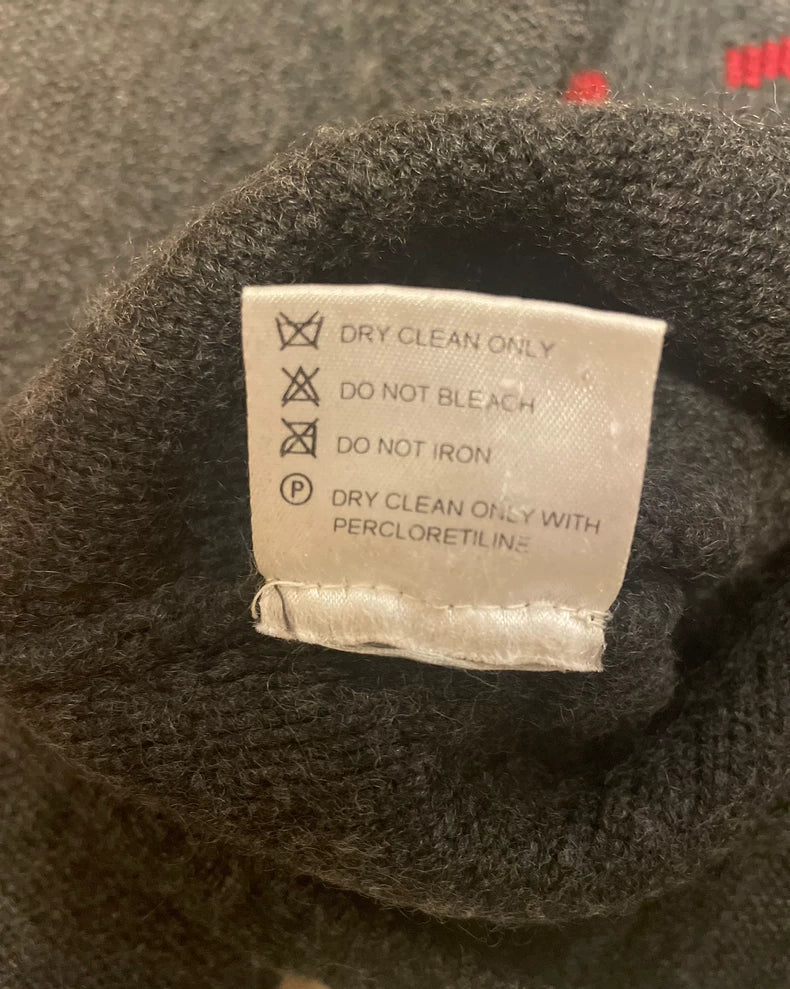 DRY CLEAN ONLY
DO NOT BLEACH
DO NOT IRON
P DRY CLEAN ONLY WITH
PERCLORETILINE